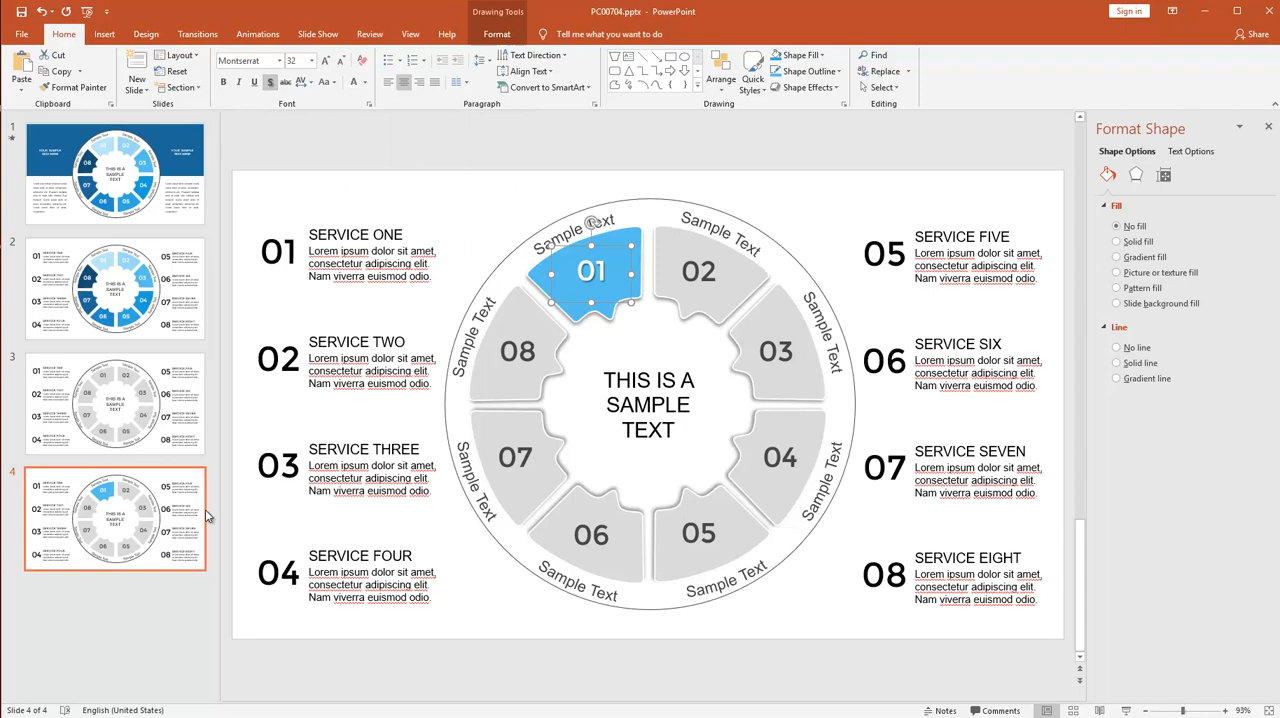 Drawing Tools
PC00704.pptx - PowerPoint
Sign in
File
Home
Insert
Design
Transitions
Animations
Slide Show
Review
View
Help
Format
Tell me what you want to do
Share
Paste
Cut
Copy
Format Painter
Clipboard
New
Slide
Layout
Reset
Section
Slides
Montserrat
32
B I U S abc AV Aa A
Font
Text Direction
Align Text
Convert to SmartArt
Paragraph
Arrange
Quick
Styles
Shape Fill
Shape Outline
Shape Effects
Drawing
Find
Replace
Select
Editing
1
2
3
4
01
SERVICE ONE
Lorem ipsum dolor sit amet,
consectetur adipiscing elit.
Nam viverra euismod odio.
02
SERVICE TWO
Lorem ipsum dolor sit amet,
consectetur adipiscing elit.
Nam viverra euismod odio.
03
SERVICE THREE
Lorem ipsum dolor sit amet,
consectetur adipiscing elit.
Nam viverra euismod odio.
04
SERVICE FOUR
Lorem ipsum dolor sit amet,
consectetur adipiscing elit.
Nam viverra euismod odio.
Sample Text
Sample Text
Sample Text
Sample Text
Sample Text
Sample Text
Sample Text
Sample Text
01
02
03
04
05
06
07
08
THIS IS A
SAMPLE
TEXT
05
SERVICE FIVE
Lorem ipsum dolor sit amet,
consectetur adipiscing elit.
Nam viverra euismod odio.
06
SERVICE SIX
Lorem ipsum dolor sit amet,
consectetur adipiscing elit.
Nam viverra euismod odio.
07
SERVICE SEVEN
Lorem ipsum dolor sit amet,
consectetur adipiscing elit.
Nam viverra euismod odio.
08
SERVICE EIGHT
Lorem ipsum dolor sit amet,
consectetur adipiscing elit.
Nam viverra euismod odio.
Format Shape
Shape Options
Text Options
Fill
No fill
Solid fill
Gradient fill
Picture or texture fill
Pattern fill
Slide background fill
Line
No line
Solid line
Gradient line
Slide 4 of 4
English (United States)
Notes
Comments
93%